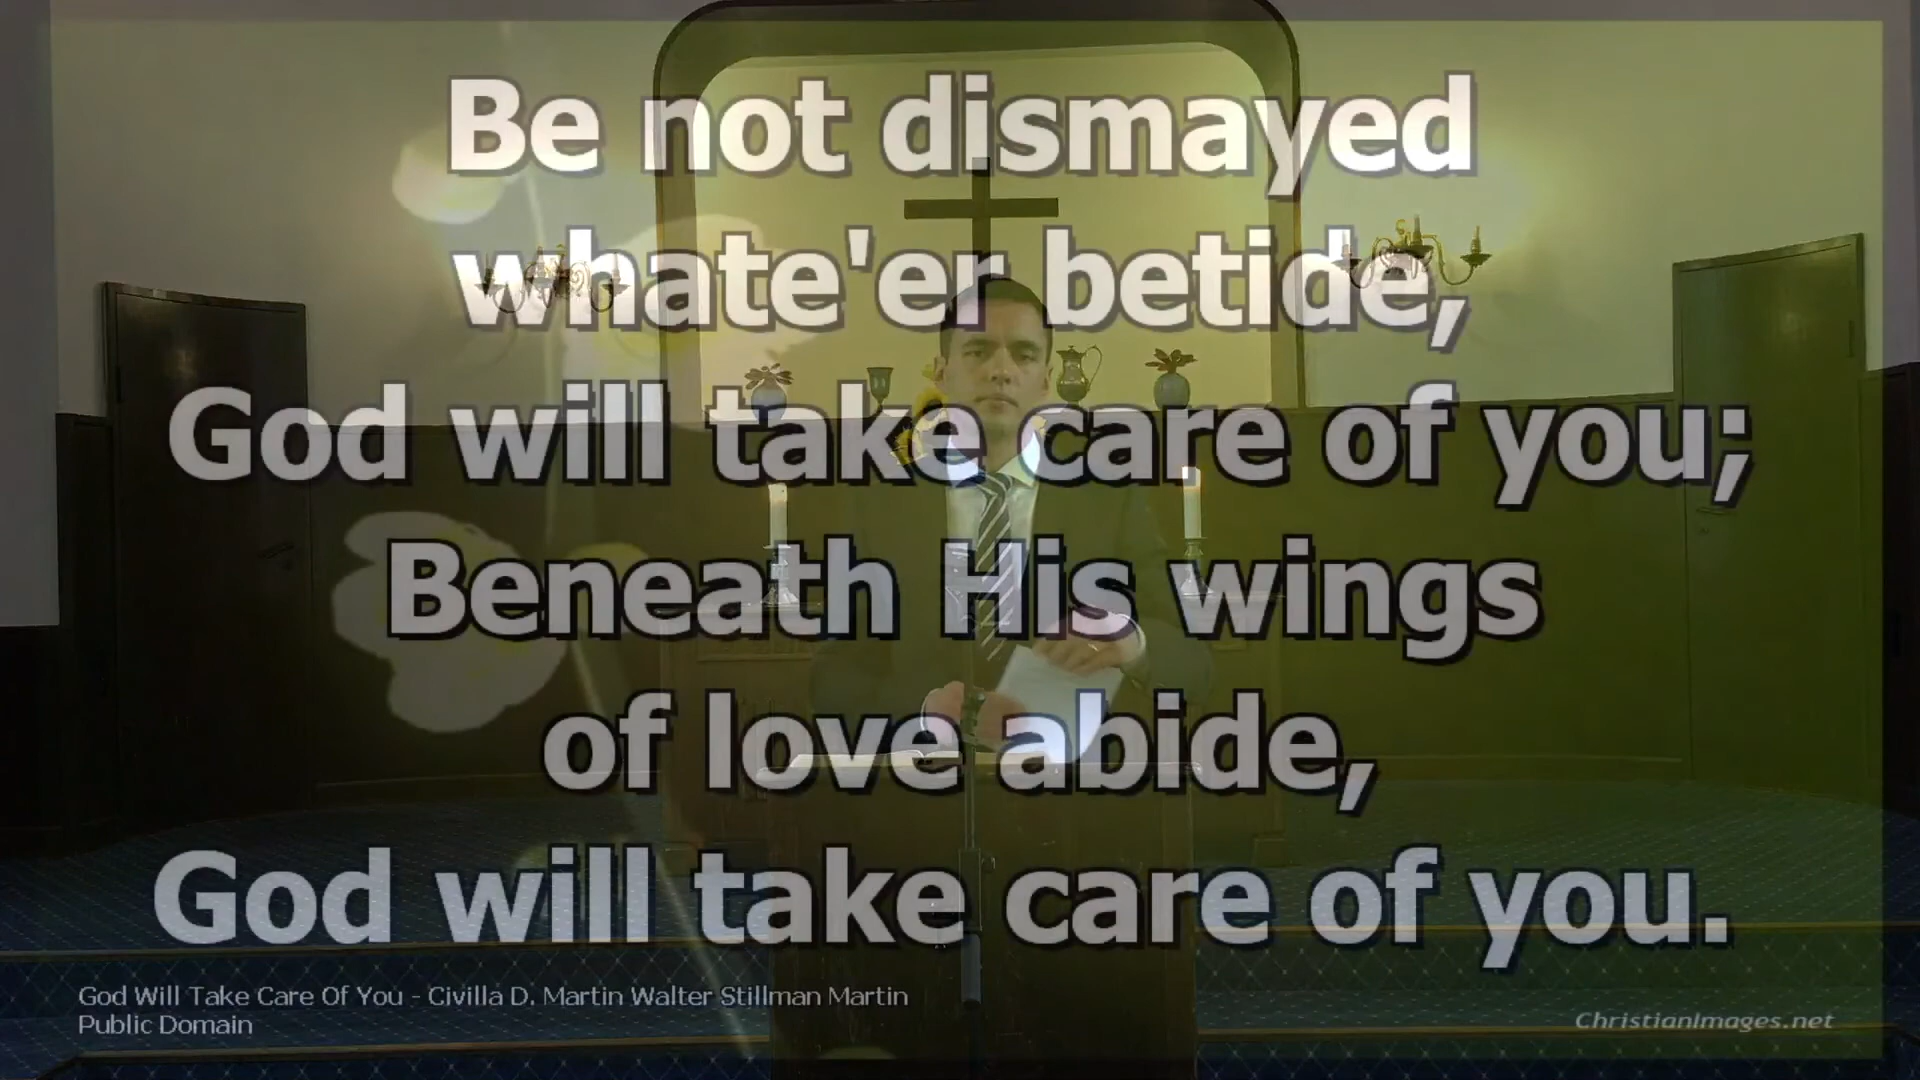 Be not dismayed
whate'er betide,
God will take care of you;
Beneath His wings
of love abide,
God will take care of you.
God Will Take Care Of You - Civilla D. Martin Walter Stillman Martin
Public Domain
ChristianImages.net